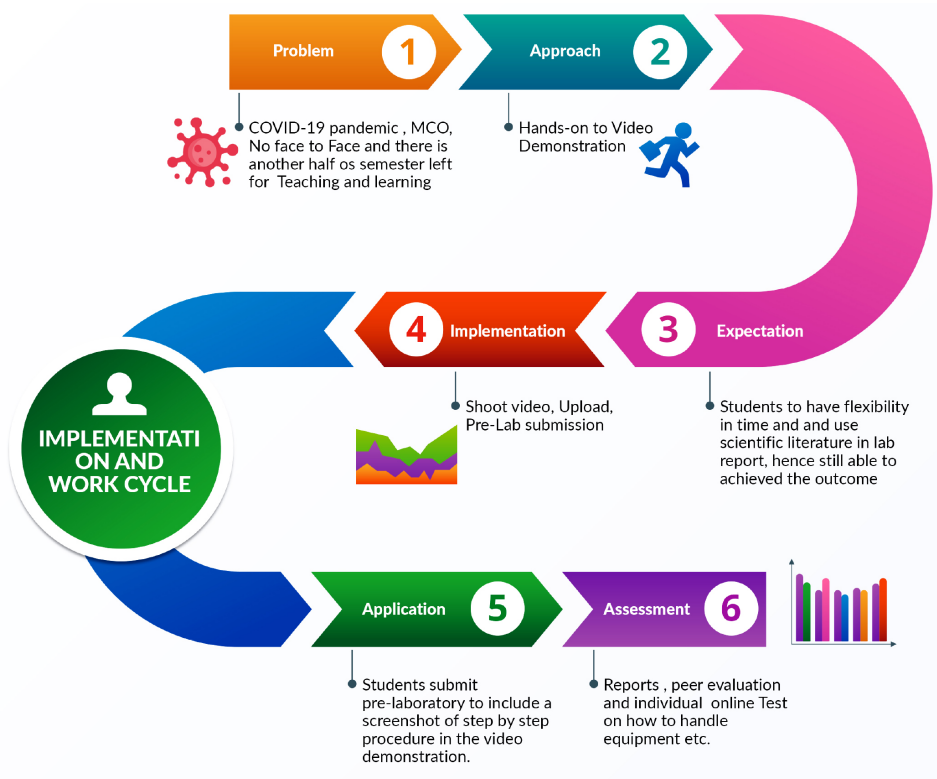 Problem 1
COVID-19 pandemic , MCO,
No face to Face and there is
another half os semester left
for Teaching and learning
Approach 2
Hands-on to Video
Demonstration
3 Expectation
Students to have flexibility
in time and and use
scientific literature in lab
report, hence still able to
achieved the outcome
4 Implementation
Shoot video, Upload,
Pre-Lab submission
IMPLEMENTATI
ON AND
WORK CYCLE
Application 5
Students submit
pre-laboratory to include a
screenshot of step by step
procedure in the video
demonstration.
Assessment 6
Reports , peer evaluation
and individual online Test
on how to handle
equipment etc.